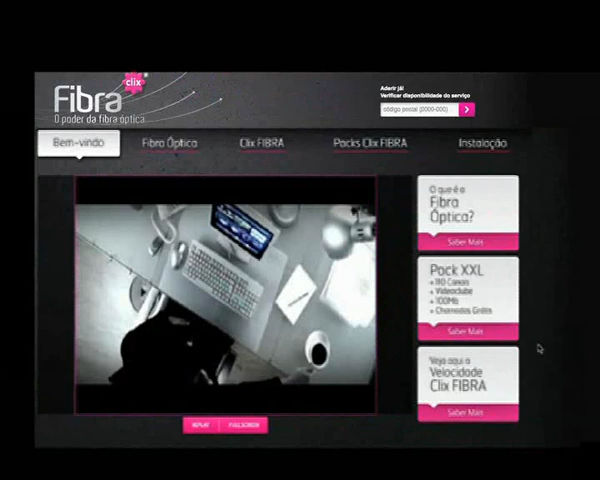 clix
Fibra
O poder da fibra óptica
Aderir já!
Verificar disponibilidade do serviço
código postal (0000-000)
Bem-vindo
Fibra Óptica
Clix FIBRA
Packs Clix FIBRA
Instalação
O que é a
Fibra
Óptica?
Saber Mais
Pack XXL
• 110 Canais
• Videoclube
• 100Mb
• Chamadas Grátis
Saber Mais
Veja aqui a
Velocidade
Clix FIBRA
Saber Mais
REPLAY
FULLSCREEN